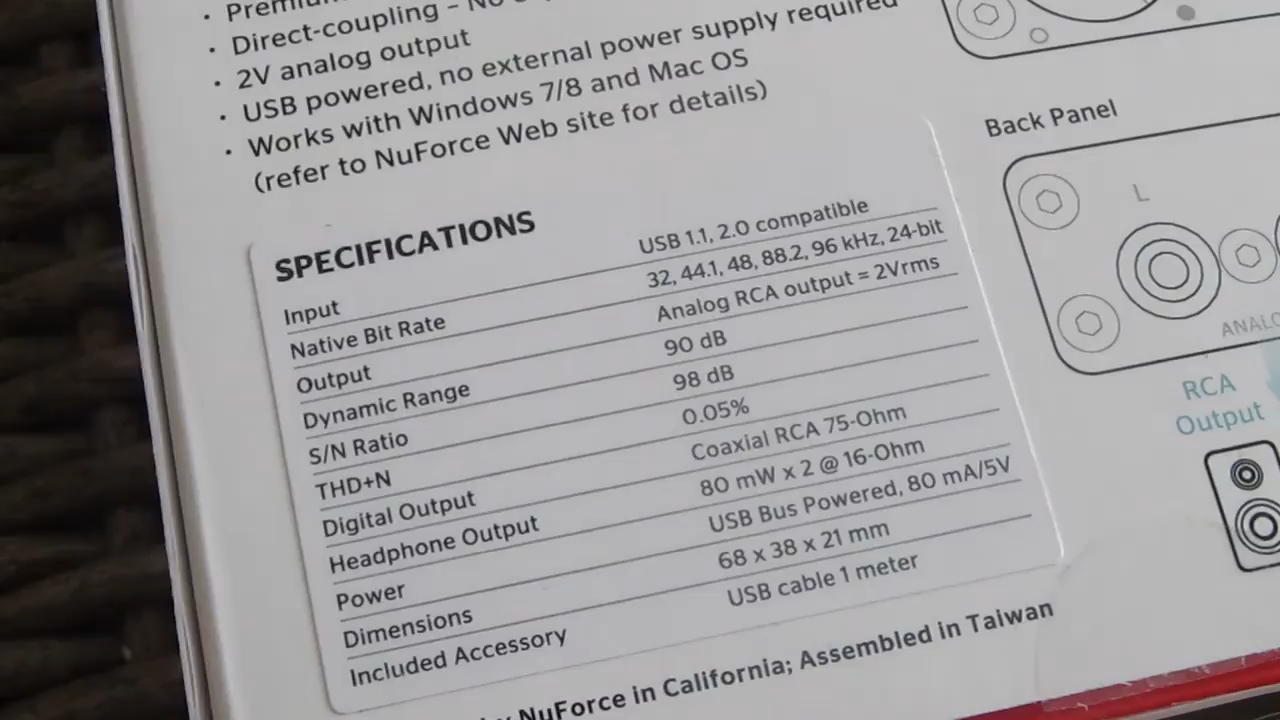 · Premium
· Direct-coupling – No
· 2V analog output
· USB powered, no external power supply required
· Works with Windows 7/8 and Mac OS
(refer to NuForce Web site for details)
SPECIFICATIONS
Input USB 1.1, 2.0 compatible
Native Bit Rate 32, 44.1, 48, 88.2, 96 kHz, 24-bit
Output Analog RCA output = 2Vrms
Dynamic Range 90 dB
S/N Ratio 98 dB
THD+N 0.05%
Digital Output Coaxial RCA 75-Ohm
Headphone Output 80 mW x 2 @ 16-Ohm
Power USB Bus Powered, 80 mA/5V
Dimensions 68 x 38 x 21 mm
Included Accessory USB cable 1 meter
NuForce in California; Assembled in Taiwan
Back Panel
L
ANALO
RCA
Output